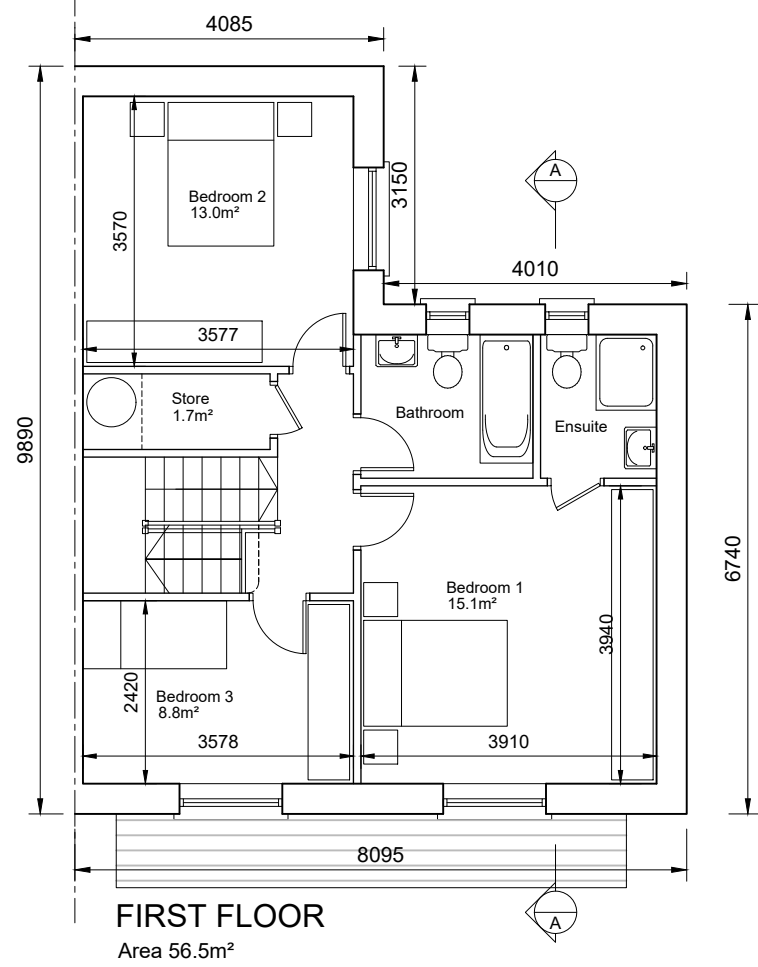 4085
A
3150
Bedroom 2
13.0m²
3570
4010
3577
Store
1.7m²
Bathroom
Ensuite
9890
6740
Bedroom 1
15.1m²
3940
2420
Bedroom 3
8.8m²
3578
3910
8095
A
FIRST FLOOR
Area 56.5m²